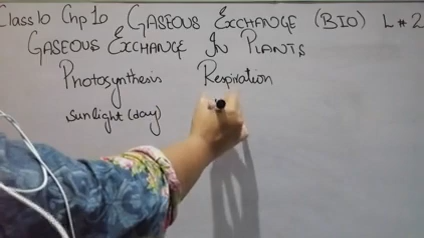 Class 10 Chp 10 GASEOUS EXCHANGE (BIO) L#2
GASEOUS EXCHANGE IN PLANTS
Photosynthesis Respiration
sunlight (day)